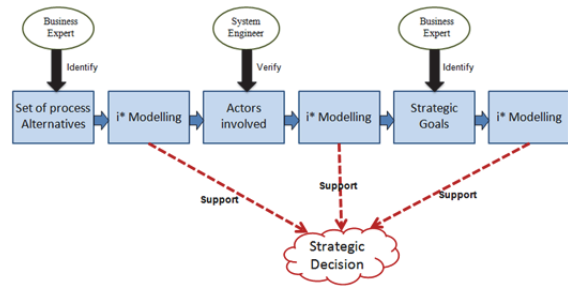 Business
Expert
System
Engineer
Business
Expert
Identify
Verify
Identify
Set of process
Alternatives
i* Modelling
Actors
involved
i* Modelling
Strategic
Goals
i* Modelling
Support
Support
Support
Strategic
Decision